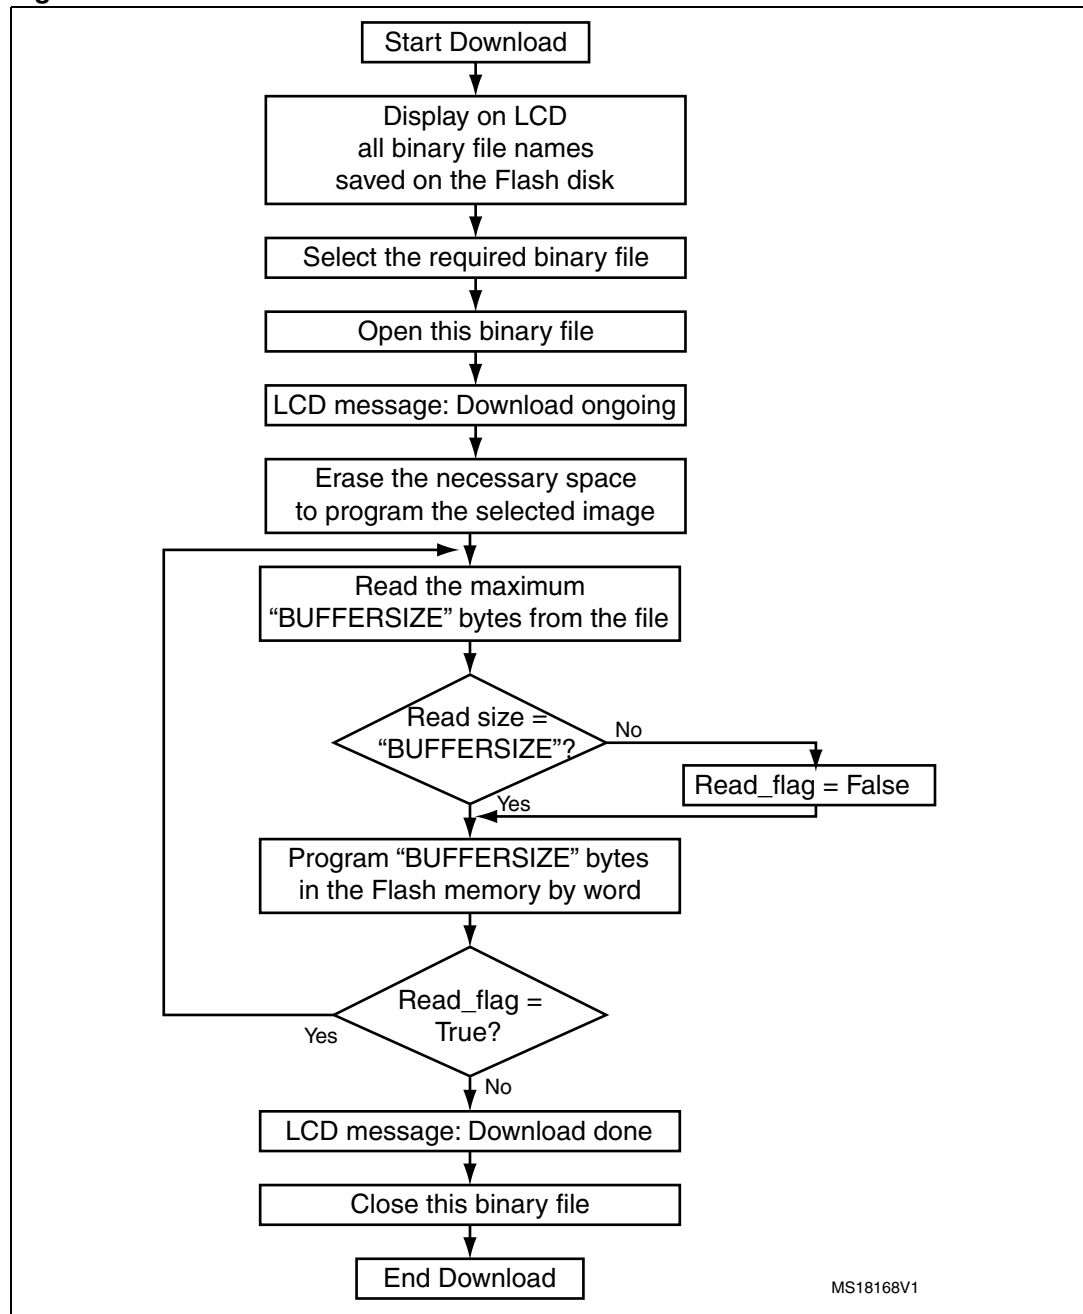 Start Download
Display on LCD
all binary file names
saved on the Flash disk
Select the required binary file
Open this binary file
LCD message: Download ongoing
Erase the necessary space
to program the selected image
Read the maximum
“BUFFERSIZE” bytes from the file
Read size =
“BUFFERSIZE”?
No
Read_flag = False
Yes
Program “BUFFERSIZE” bytes
in the Flash memory by word
Read_flag =
True?
Yes
No
LCD message: Download done
Close this binary file
End Download
MS18168V1